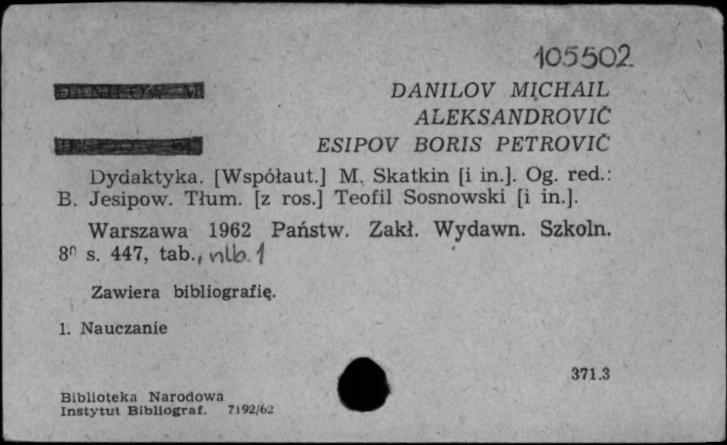 105502
DANILOV MICHAIL
ALEKSANDROVIČ
ESIPOV BORIS PETROVIČ
Dydaktyka. [Współaut.] M. Skatkin [i in.]. Og. red.:
B. Jesipow. Tłum. [z ros.] Teofil Sosnowski [i in.].
Warszawa 1962 Państw. Zakł. Wydawn. Szkoln.
8⁰ s. 447, tab., nlb. 1
Zawiera bibliografię.
1. Nauczanie
371.3
Biblioteka Narodowa
Instytut Bibliograf. 7192/62